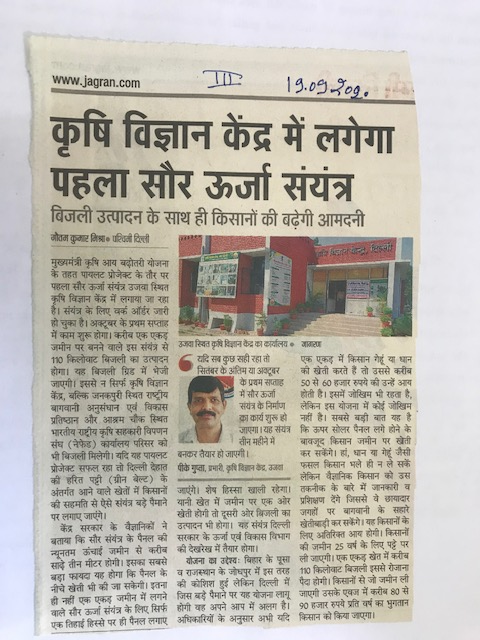 www.jagran.com
III
19.09.2020
कृषि विज्ञान केंद्र में लगेगा
पहला सौर ऊर्जा संयंत्र
बिजली उत्पादन के साथ ही किसानों की बढ़ेगी आमदनी
गौतम कुमार मिश्रा● पश्चिमी दिल्ली
मुख्यमंत्री कृषि आय बढ़ोतरी योजना
के तहत पायलट प्रोजेक्ट के तौर पर
पहला सौर ऊर्जा संयंत्र उजवा स्थित
कृषि विज्ञान केंद्र में लगाया जा रहा
है। संयंत्र के लिए वर्क ऑर्डर जारी
हो चुका है। अक्टूबर के प्रथम सप्ताह
में काम शुरू होगा। करीब एक एकड़
जमीन पर बनने वाले इस संयंत्र से
110 किलोवाट बिजली का उत्पादन
होगा। यह बिजली ग्रिड में भेजी
जाएगी। इससे न सिर्फ कृषि विज्ञान
केंद्र, बल्कि जनकपुरी स्थित राष्ट्रीय
बागवानी अनुसंधान एवं विकास
प्रतिष्ठान और आश्रम चौक स्थित
भारतीय राष्ट्रीय कृषि सहकारी विपणन
संघ (नेफेड) कार्यालय परिसर को
भी बिजली मिलेगी। यदि यह पायलट
प्रोजेक्ट सफल रहा तो दिल्ली देहात
की हरित पट्टी (ग्रीन बेल्ट) के
अंतर्गत आने वाले खेतों में किसानों
की सहमति से ऐसे संयंत्र बड़े पैमाने
पर लगाए जाएंगे।
केंद्र सरकार के वैज्ञानिकों ने
बताया कि सौर संयंत्र के पैनल की
न्यूनतम ऊंचाई जमीन से करीब
साढ़े तीन मीटर होगी। इसका सबसे
बड़ा फायदा यह होगा कि पैनल के
नीचे खेती भी की जा सकेगी। इतना
ही नहीं एक एकड़ जमीन में लगने
वाले सौर ऊर्जा संयंत्र के लिए सिर्फ
एक तिहाई हिस्से पर ही पैनल लगाए
कृषि विज्ञान केन्द्र, दिल्ली
उजवा स्थित कृषि विज्ञान केंद्र का कार्यालय ● जागरण
यदि सब कुछ सही रहा तो
सितंबर के अंतिम या अक्टूबर
के प्रथम सप्ताह
में सौर ऊर्जा
संयंत्र के निर्माण
का कार्य शुरू हो
जाएगा। यह संयंत्र
तीन महीने में
बनकर तैयार हो जाएगी।
पीके गुप्ता, प्रभारी, कृषि विज्ञान केंद्र, उजवा
जाएंगे। शेष हिस्सा खाली रहेगा।
यानी खेत में जमीन पर एक ओर
खेती होगी तो दूसरी ओर बिजली का
उत्पादन भी होगा। यह संयंत्र दिल्ली
सरकार के ऊर्जा एवं विकास विभाग
की देखरेख में तैयार होगा।
योजना का उद्देश्य: बिहार के पूसा
व राजस्थान के जोधपुर में इस तरह
की कोशिश हुई लेकिन दिल्ली में
जिस बड़े पैमाने पर यह योजना लागू
होगी वह अपने आप में अलग है।
अधिकारियों के अनुसार अभी यदि
एक एकड़ में किसान गेहूं या धान
की खेती करते हैं तो उससे करीब
50 से 60 हजार रुपये की उन्हें आय
होती है। इसमें जोखिम भी रहता है,
लेकिन इस योजना में कोई जोखिम
नहीं है। सबसे बड़ी बात यह है
कि ऊपर सोलर पैनल लगे होने के
बावजूद किसान जमीन पर खेती
कर सकेंगे। हां, धान या गेहूं जैसी
फसल किसान भले ही न ले सकें
लेकिन वैज्ञानिक किसान को इस
तकनीक के बारे में जानकारी व
प्रशिक्षण देंगे जिससे वे छायादार
जगहों पर बागवानी के सहारे
खेतीबाड़ी कर सकेंगे। यह किसानों के
लिए अतिरिक्त आय होगी। किसानों
की जमीन 25 वर्ष के लिए पट्टे पर
ली जाएगी। एक एकड़ खेत में करीब
110 किलोवाट बिजली इससे रोजाना
पैदा होगी। किसानों से जो जमीन ली
जाएगी उसके एवज में करीब 80 से
90 हजार रुपये प्रति वर्ष का भुगतान
किसान को किया जाएगा।